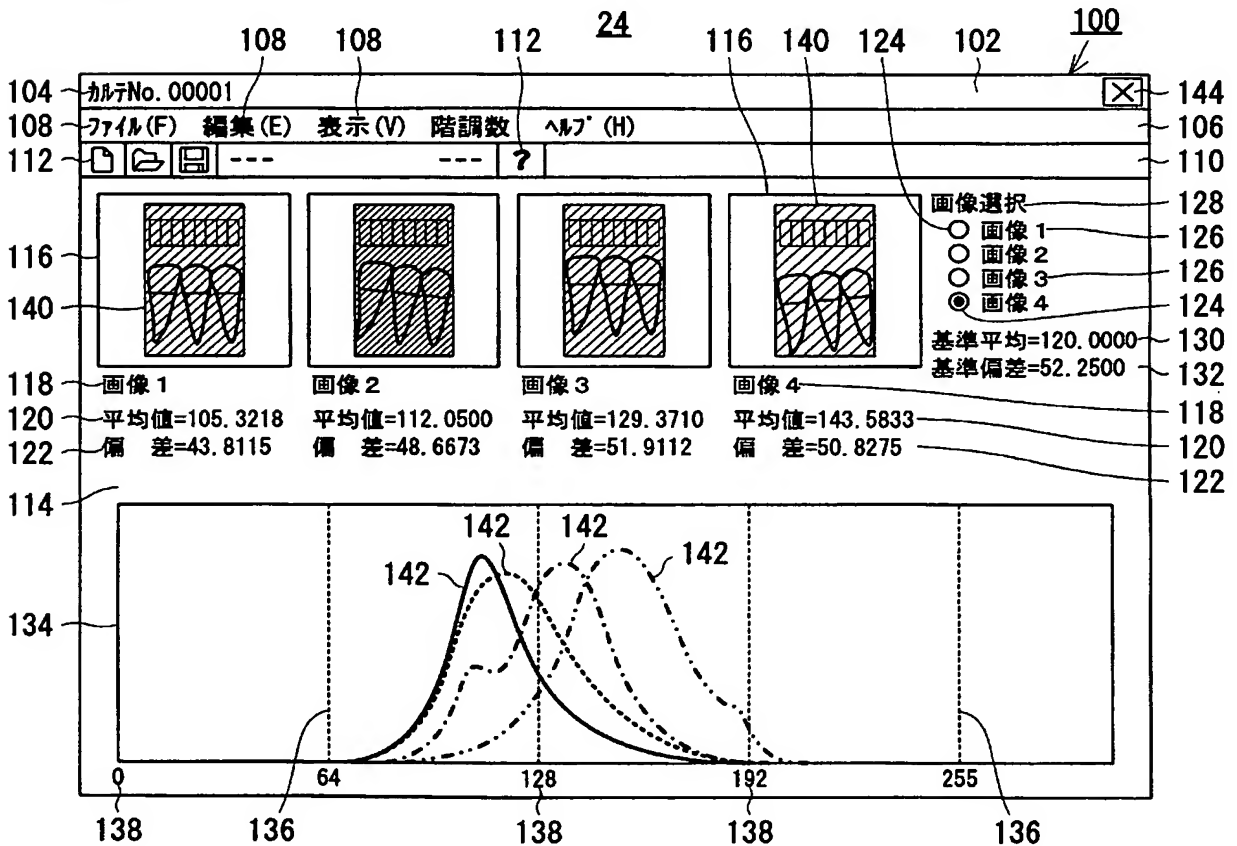 24
100
108 108 112 116 140 124 102
104 カルテNo. 00001 144
108 ファイル(F) 編集(E) 表示(V) 階調数 ヘルプ(H) 106
112 --- --- ? 110
画像選択 128
画像1 126
116 画像2
画像3 126
140 画像4 124
基準平均=120.0000 130
基準偏差=52.2500 132
118 画像1 画像2 画像3 画像4 118
120 平均値=105.3218 平均値=112.0500 平均値=129.3710 平均値=143.5833 120
122 偏 差=43.8115 偏 差=48.6673 偏 差=51.9112 偏 差=50.8275 122
114
142 142
142 142
134
0 64 128 192 255
138 136 138 138 136